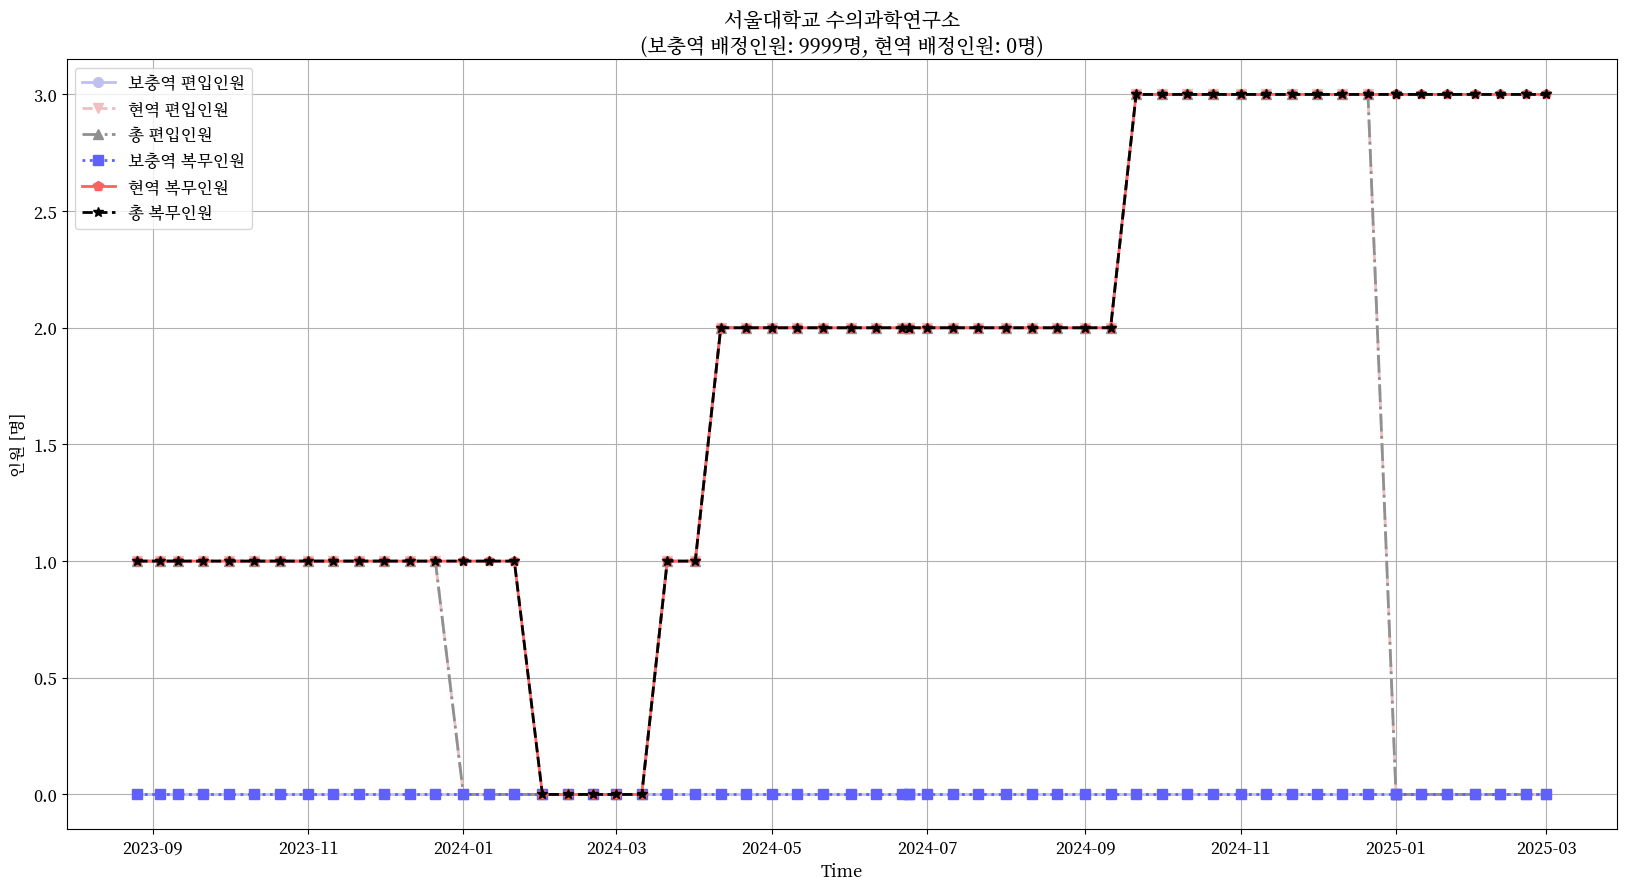 서울대학교 수의과학연구소
(보충역 배정인원: 9999명, 현역 배정인원: 0명)
보충역 편입인원
현역 편입인원
총 편입인원
보충역 복무인원
현역 복무인원
총 복무인원
3.0
2.5
2.0
1.5
1.0
0.5
0.0
인원 [명]
2023-09 2023-11 2024-01 2024-03 2024-05 2024-07 2024-09 2024-11 2025-01 2025-03
Time